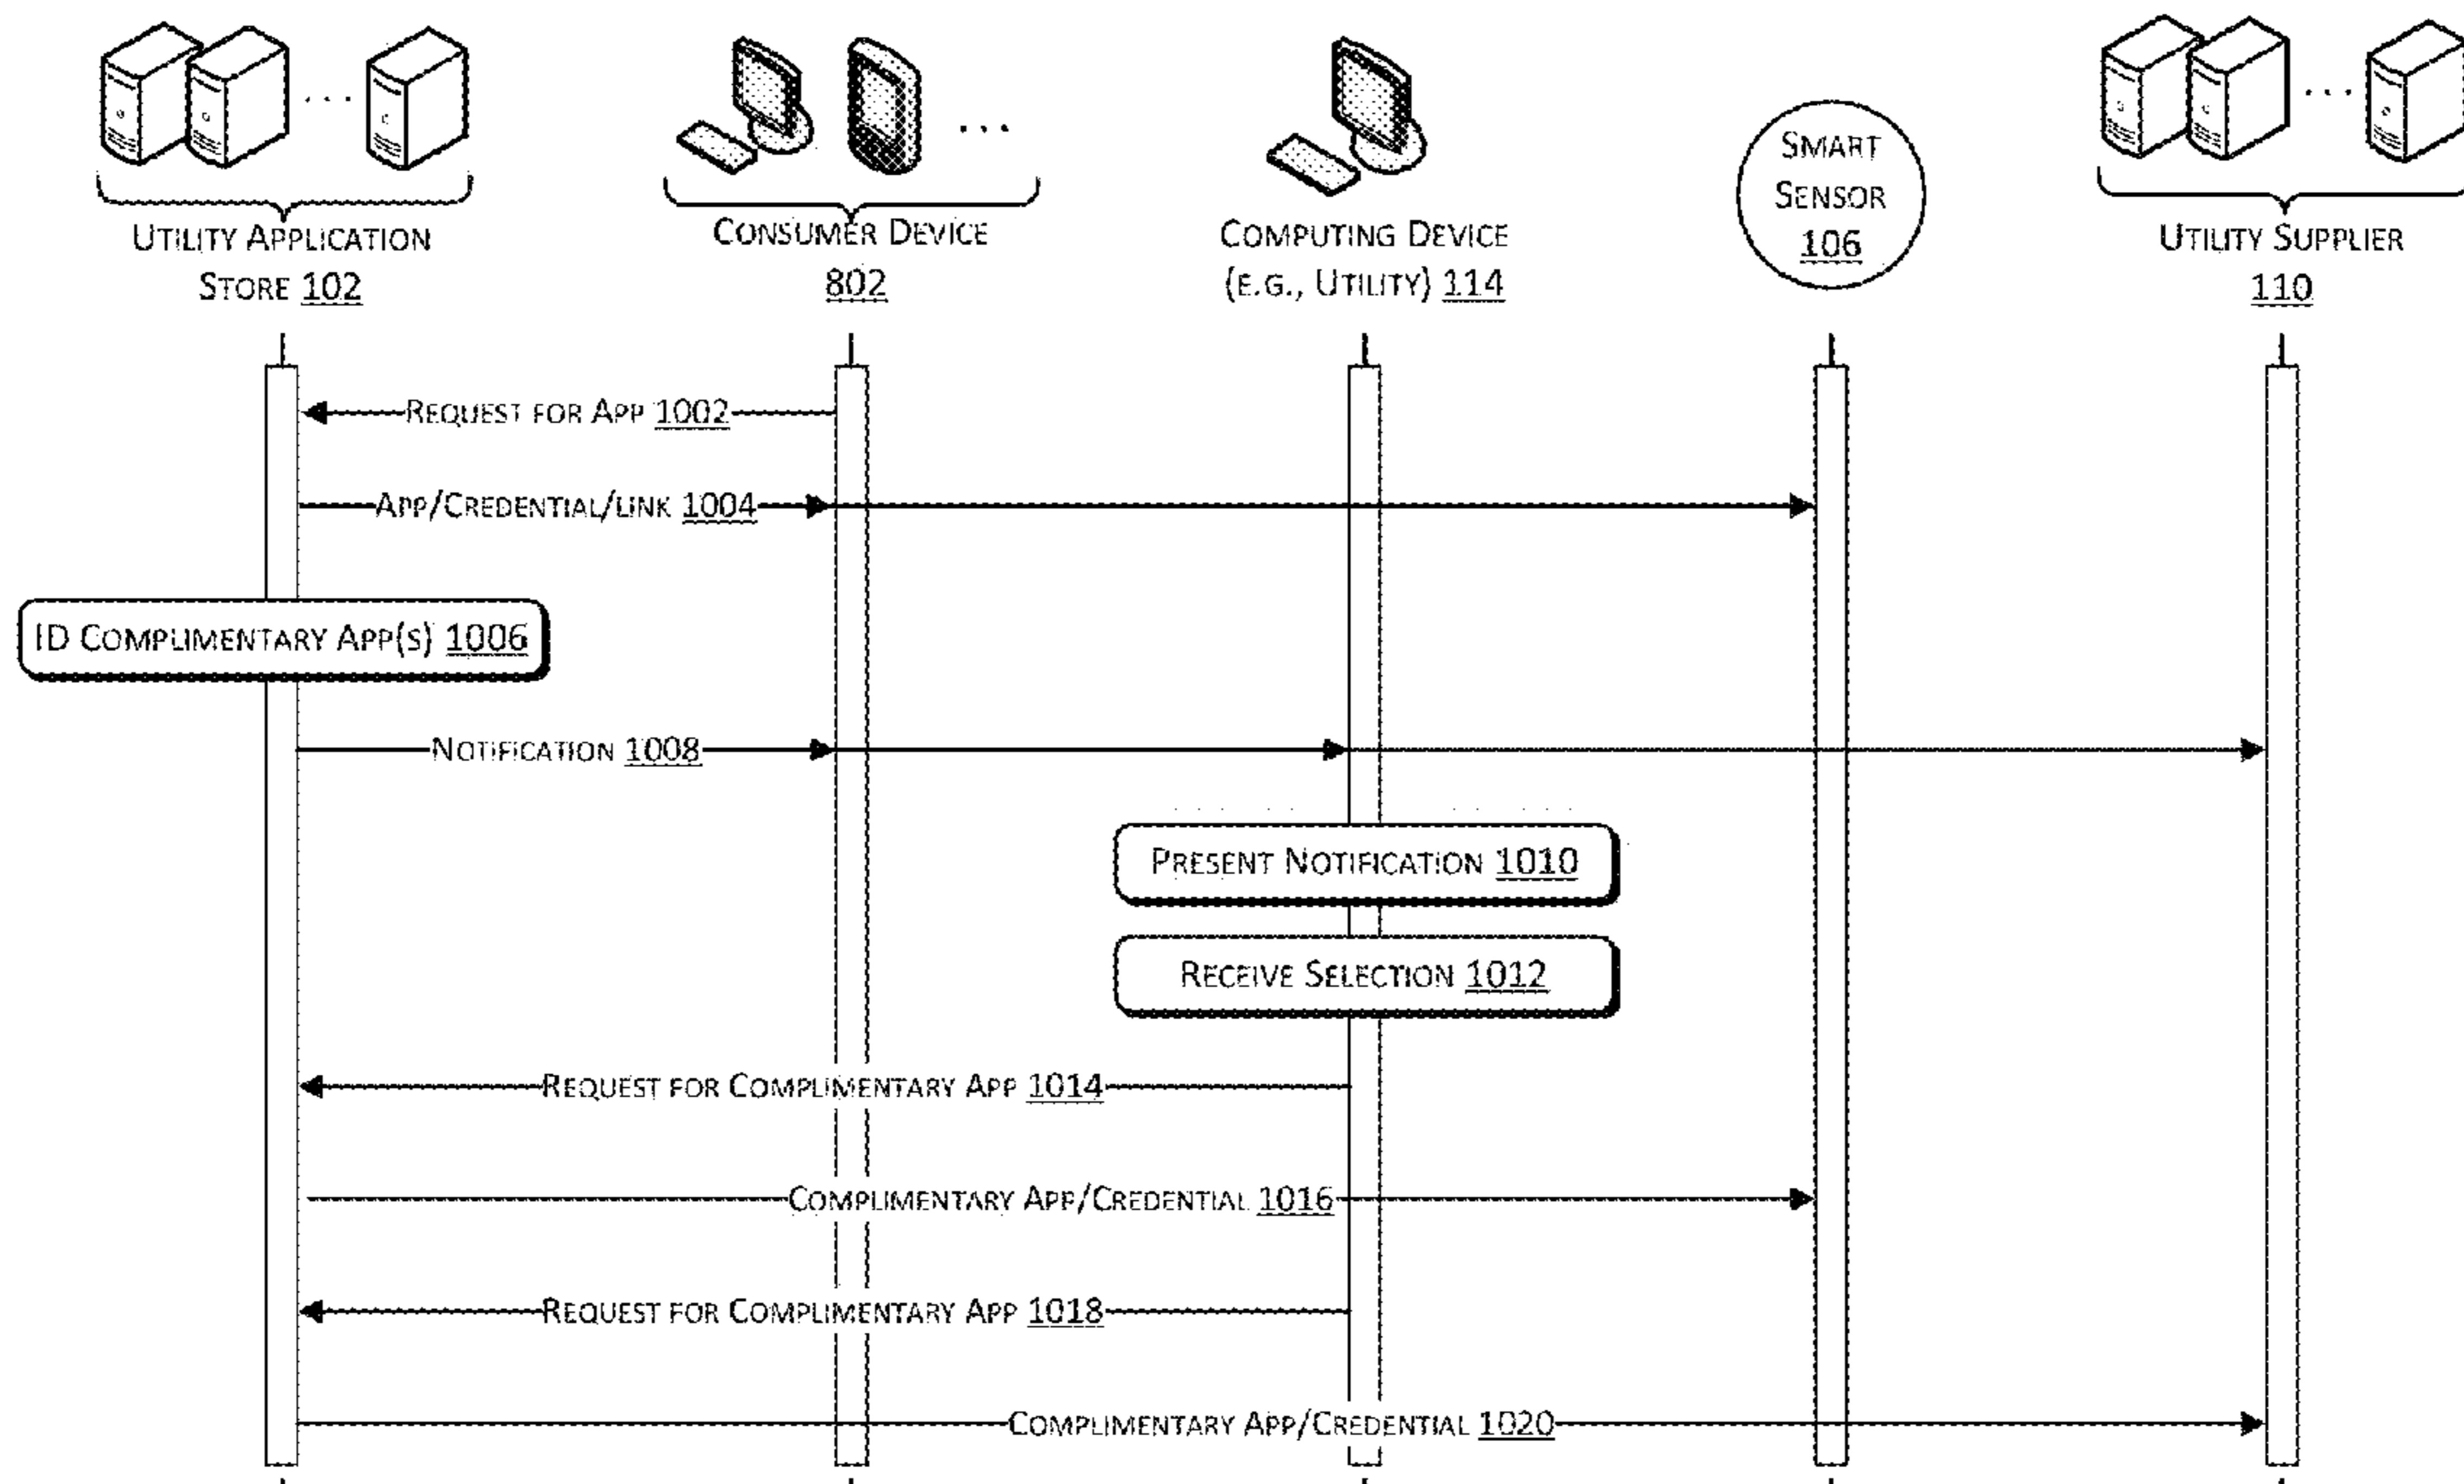 Utility Application
Store 102
Consumer Device
802
Computing Device
(e.g., Utility) 114
Smart
Sensor
106
Utility Supplier
110
Request for App 1002
App/Credential/link 1004
ID Complimentary App(s) 1006
Notification 1008
Present Notification 1010
Receive Selection 1012
Request for Complimentary App 1014
Complimentary App/Credential 1016
Request for Complimentary App 1018
Complimentary App/Credential 1020